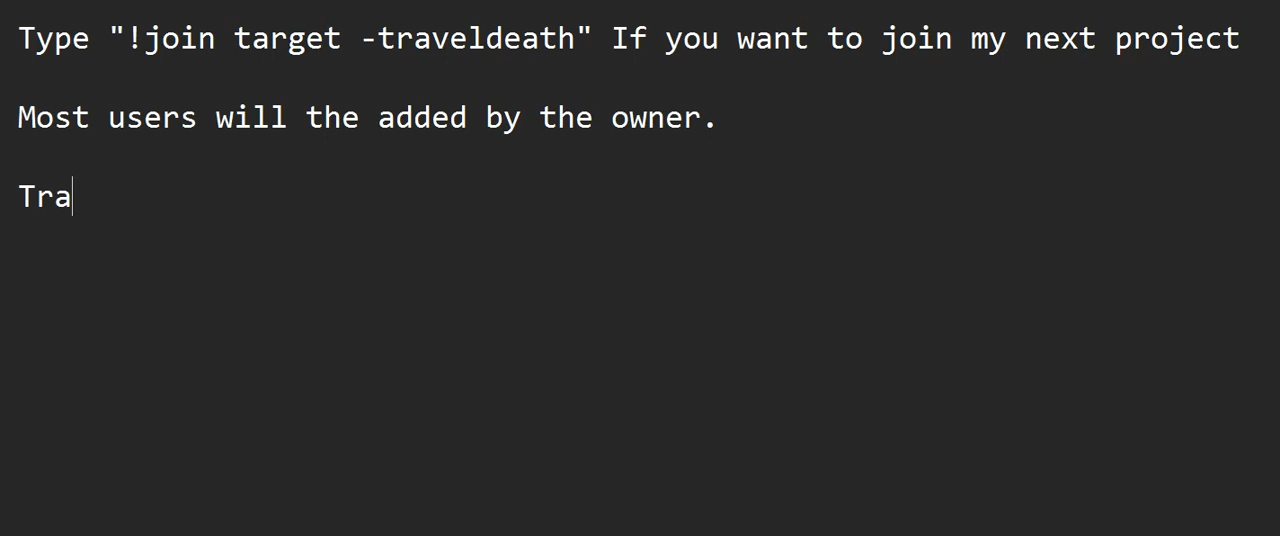 Type "!join target -traveldeath" If you want to join my next project
Most users will the added by the owner.
Tra